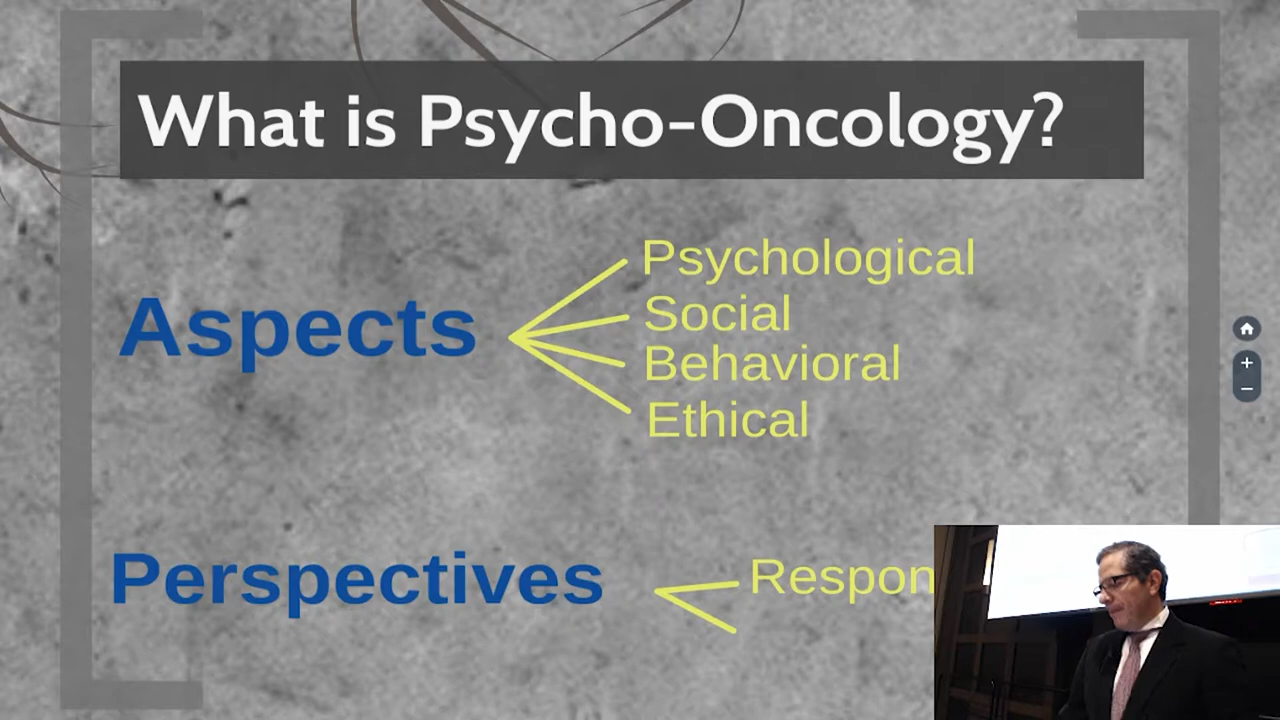 What is Psycho-Oncology?
Aspects
Psychological
Social
Behavioral
Ethical
Perspectives
Respon